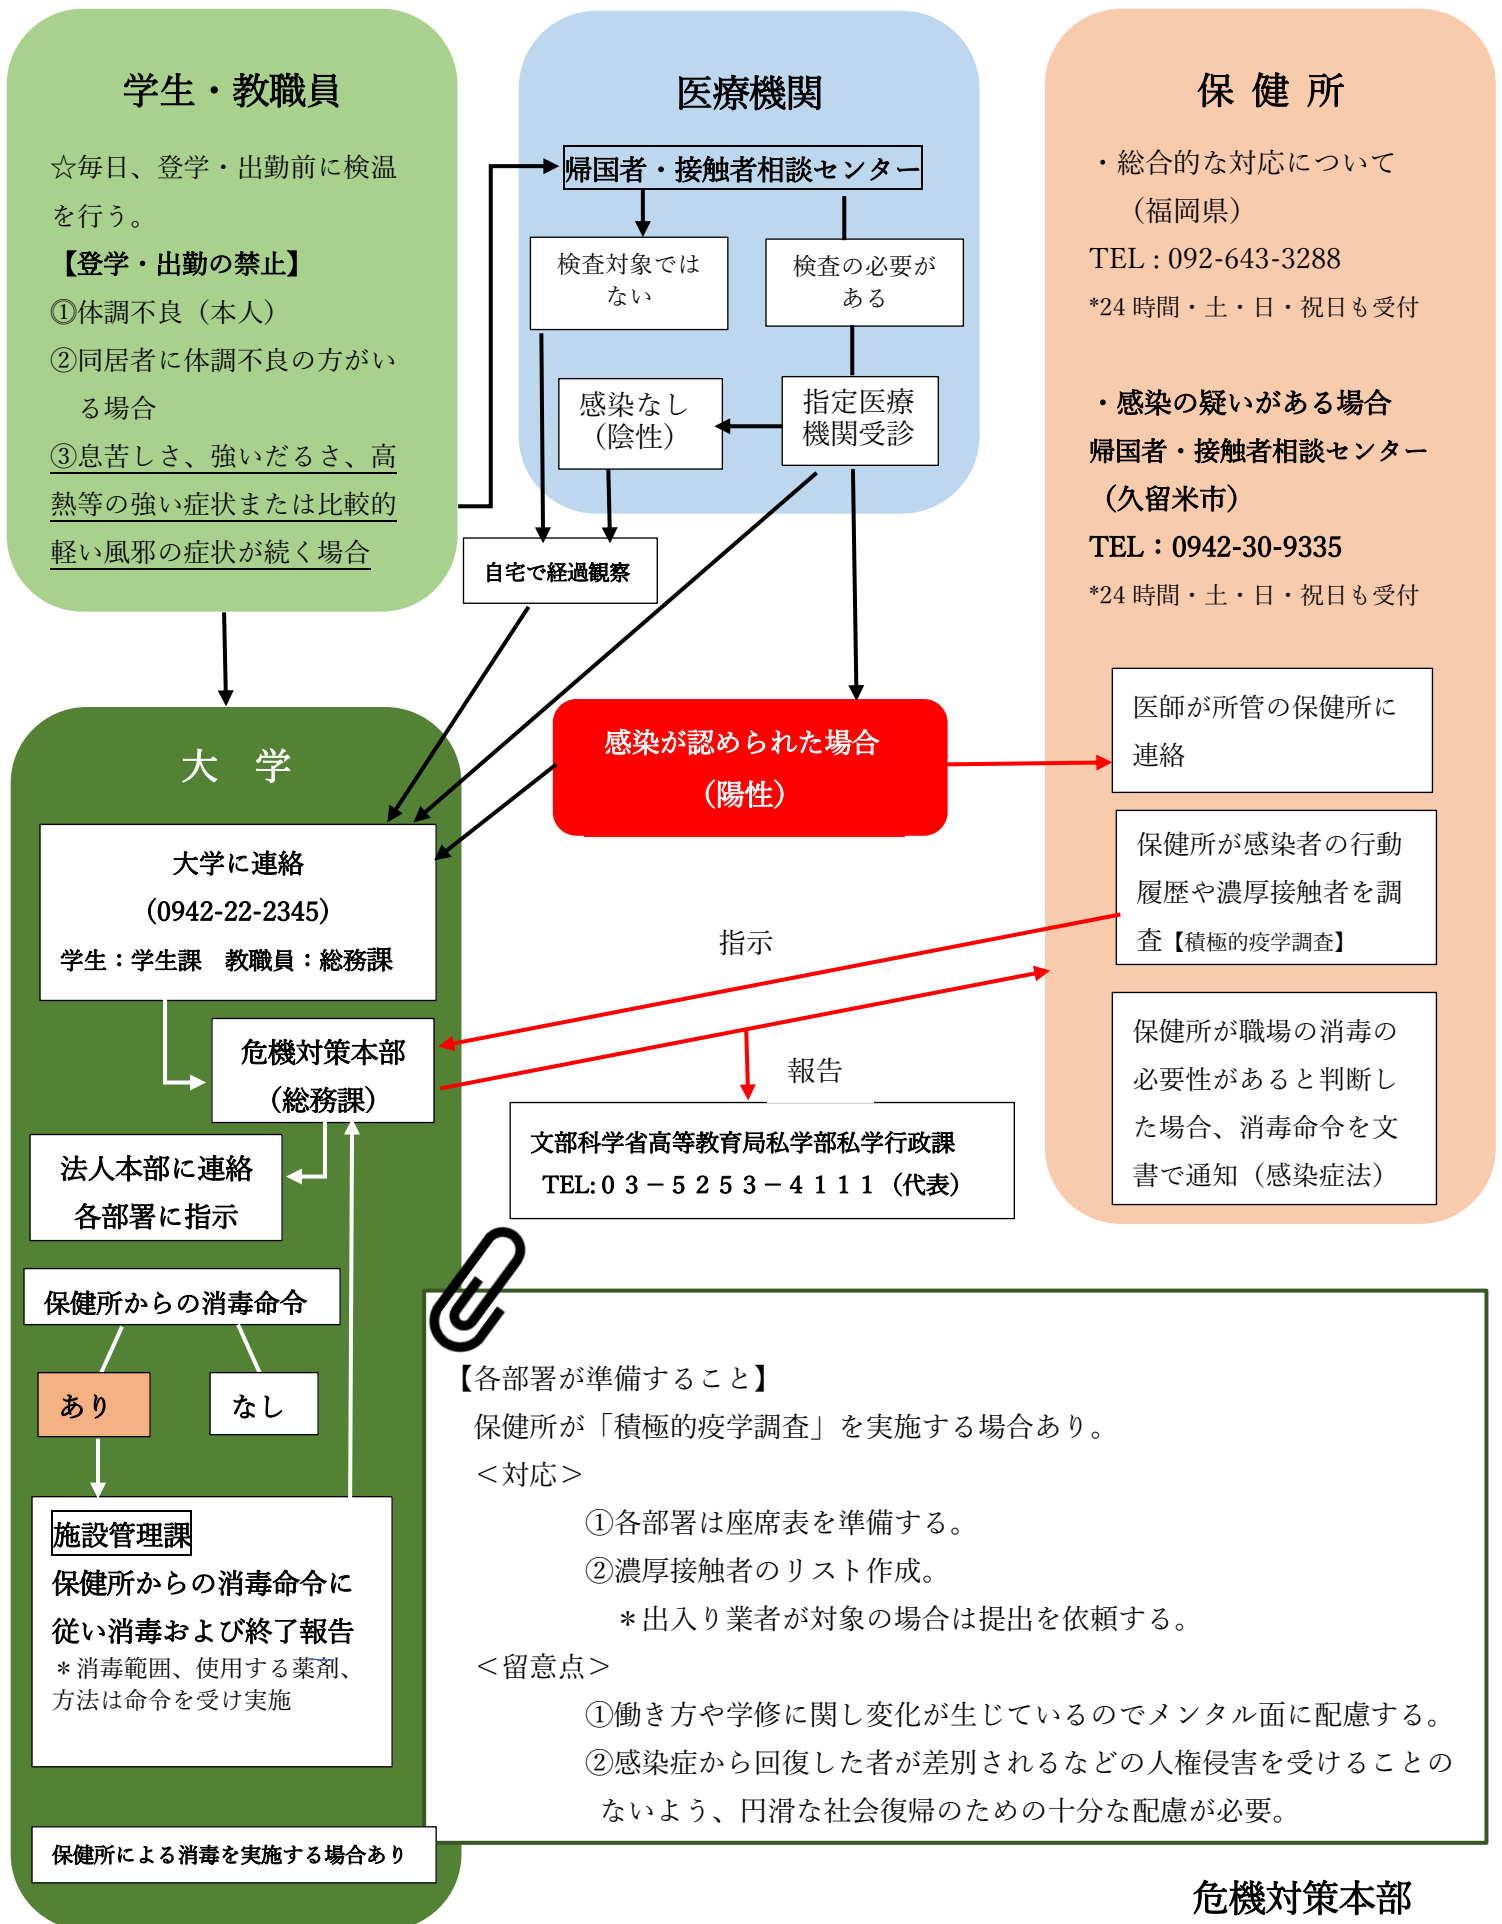 学生・教職員
☆毎日、登学・出勤前に検温
を行う。
【登学・出勤の禁止】
①体調不良（本人）
②同居者に体調不良の方がい
る場合
③息苦しさ、強いだるさ、高
熱等の強い症状または比較的
軽い風邪の症状が続く場合
医療機関
帰国者・接触者相談センター
検査対象では
ない
検査の必要が
ある
感染なし
（陰性）
指定医療
機関受診
自宅で経過観察
保 健 所
・総合的な対応について
（福岡県）
TEL : 092-643-3288
*24 時間・土・日・祝日も受付
・感染の疑いがある場合
帰国者・接触者相談センター
（久留米市）
TEL：0942-30-9335
*24 時間・土・日・祝日も受付
医師が所管の保健所に
連絡
保健所が感染者の行動
履歴や濃厚接触者を調
査【積極的疫学調査】
保健所が職場の消毒の
必要性があると判断し
た場合、消毒命令を文
書で通知（感染症法）
感染が認められた場合
（陽性）
大　学
大学に連絡
（0942-22-2345）
学生：学生課　教職員：総務課
危機対策本部
（総務課）
法人本部に連絡
各部署に指示
指示
報告
文部科学省高等教育局私学部私学行政課
TEL:０３－５２５３－４１１１（代表）
保健所からの消毒命令
あり
なし
施設管理課
保健所からの消毒命令に
従い消毒および終了報告
＊消毒範囲、使用する薬剤、
方法は命令を受け実施
保健所による消毒を実施する場合あり
【各部署が準備すること】
保健所が「積極的疫学調査」を実施する場合あり。
＜対応＞
①各部署は座席表を準備する。
②濃厚接触者のリスト作成。
＊出入り業者が対象の場合は提出を依頼する。
＜留意点＞
①働き方や学修に関し変化が生じているのでメンタル面に配慮する。
②感染症から回復した者が差別されるなどの人権侵害を受けることの
ないよう、円滑な社会復帰のための十分な配慮が必要。
危機対策本部